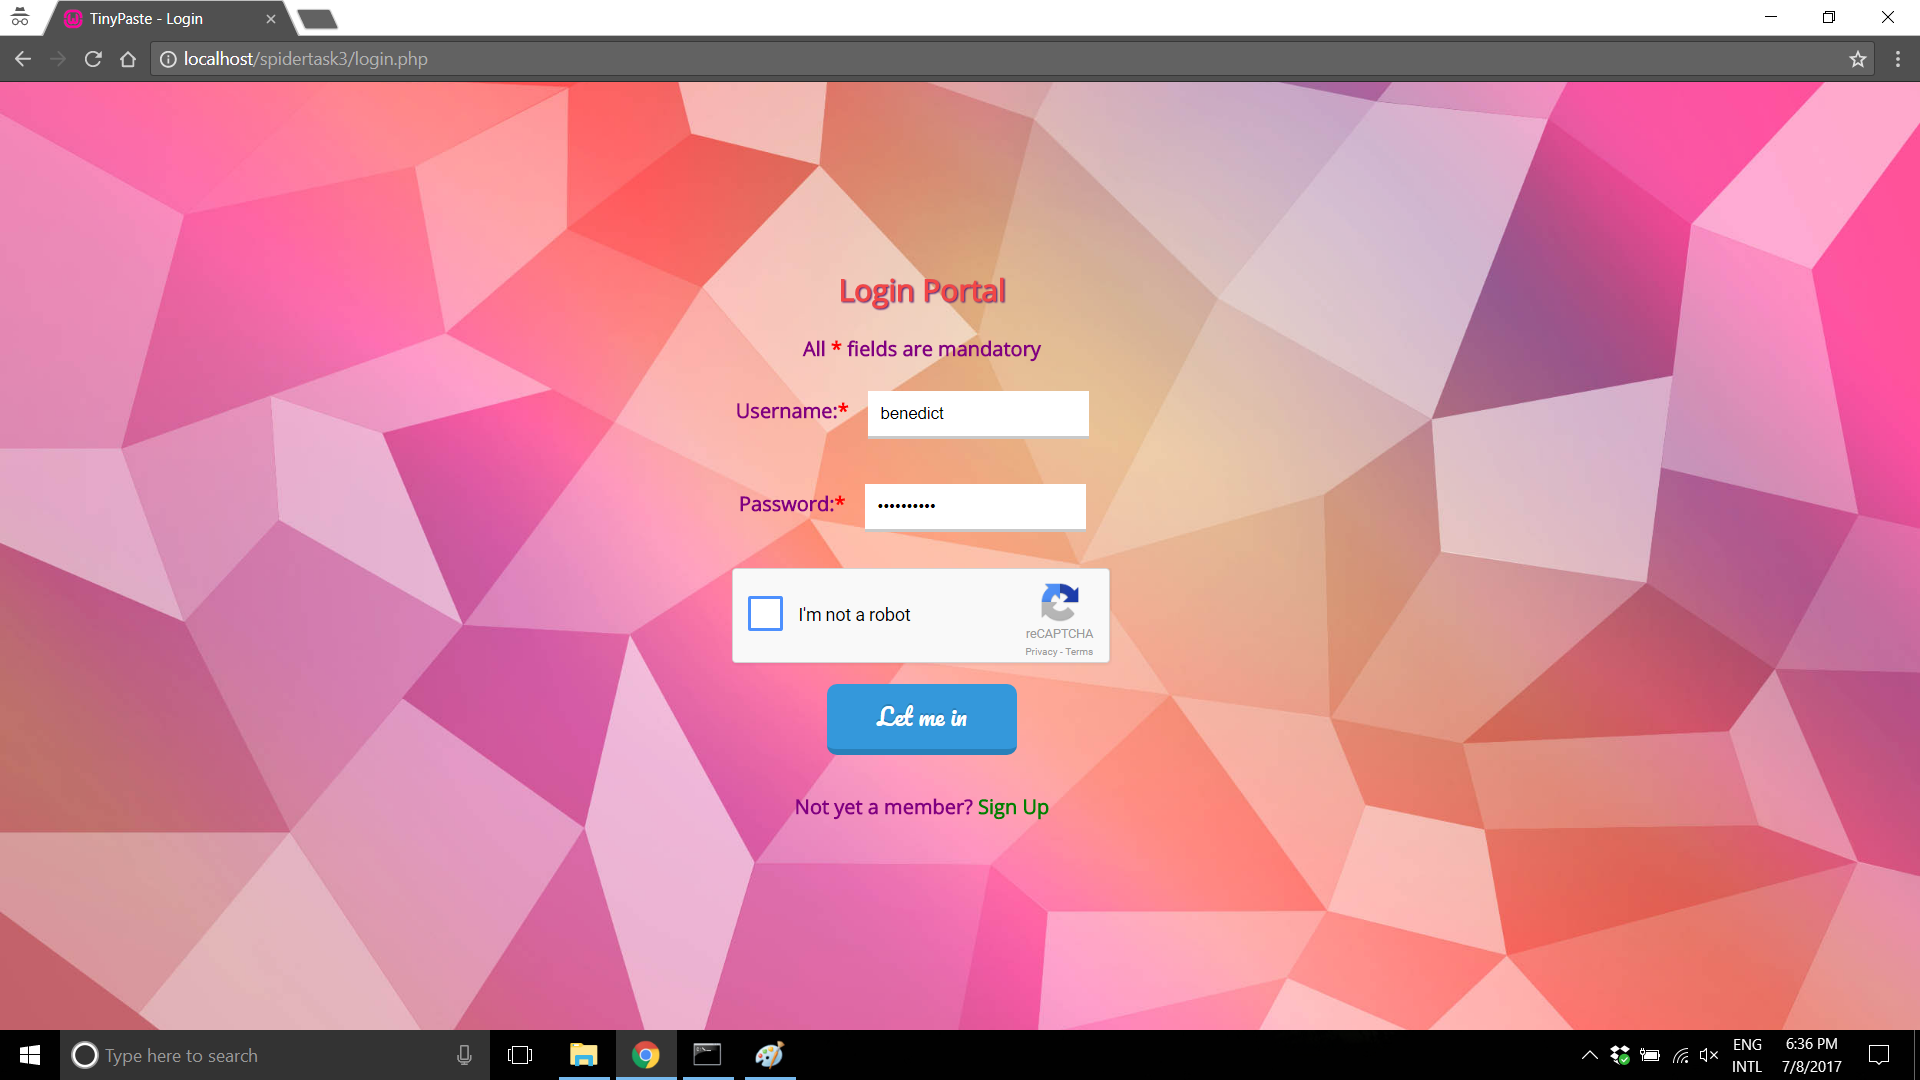 TinyPaste - Login
localhost/spidertask3/login.php
Login Portal
All * fields are mandatory
Username:* benedict
Password:* ••••••••••
I'm not a robot
reCAPTCHA
Privacy - Terms
Let me in
Not yet a member? Sign Up
Type here to search
ENG 6:36 PM
INTL 7/8/2017